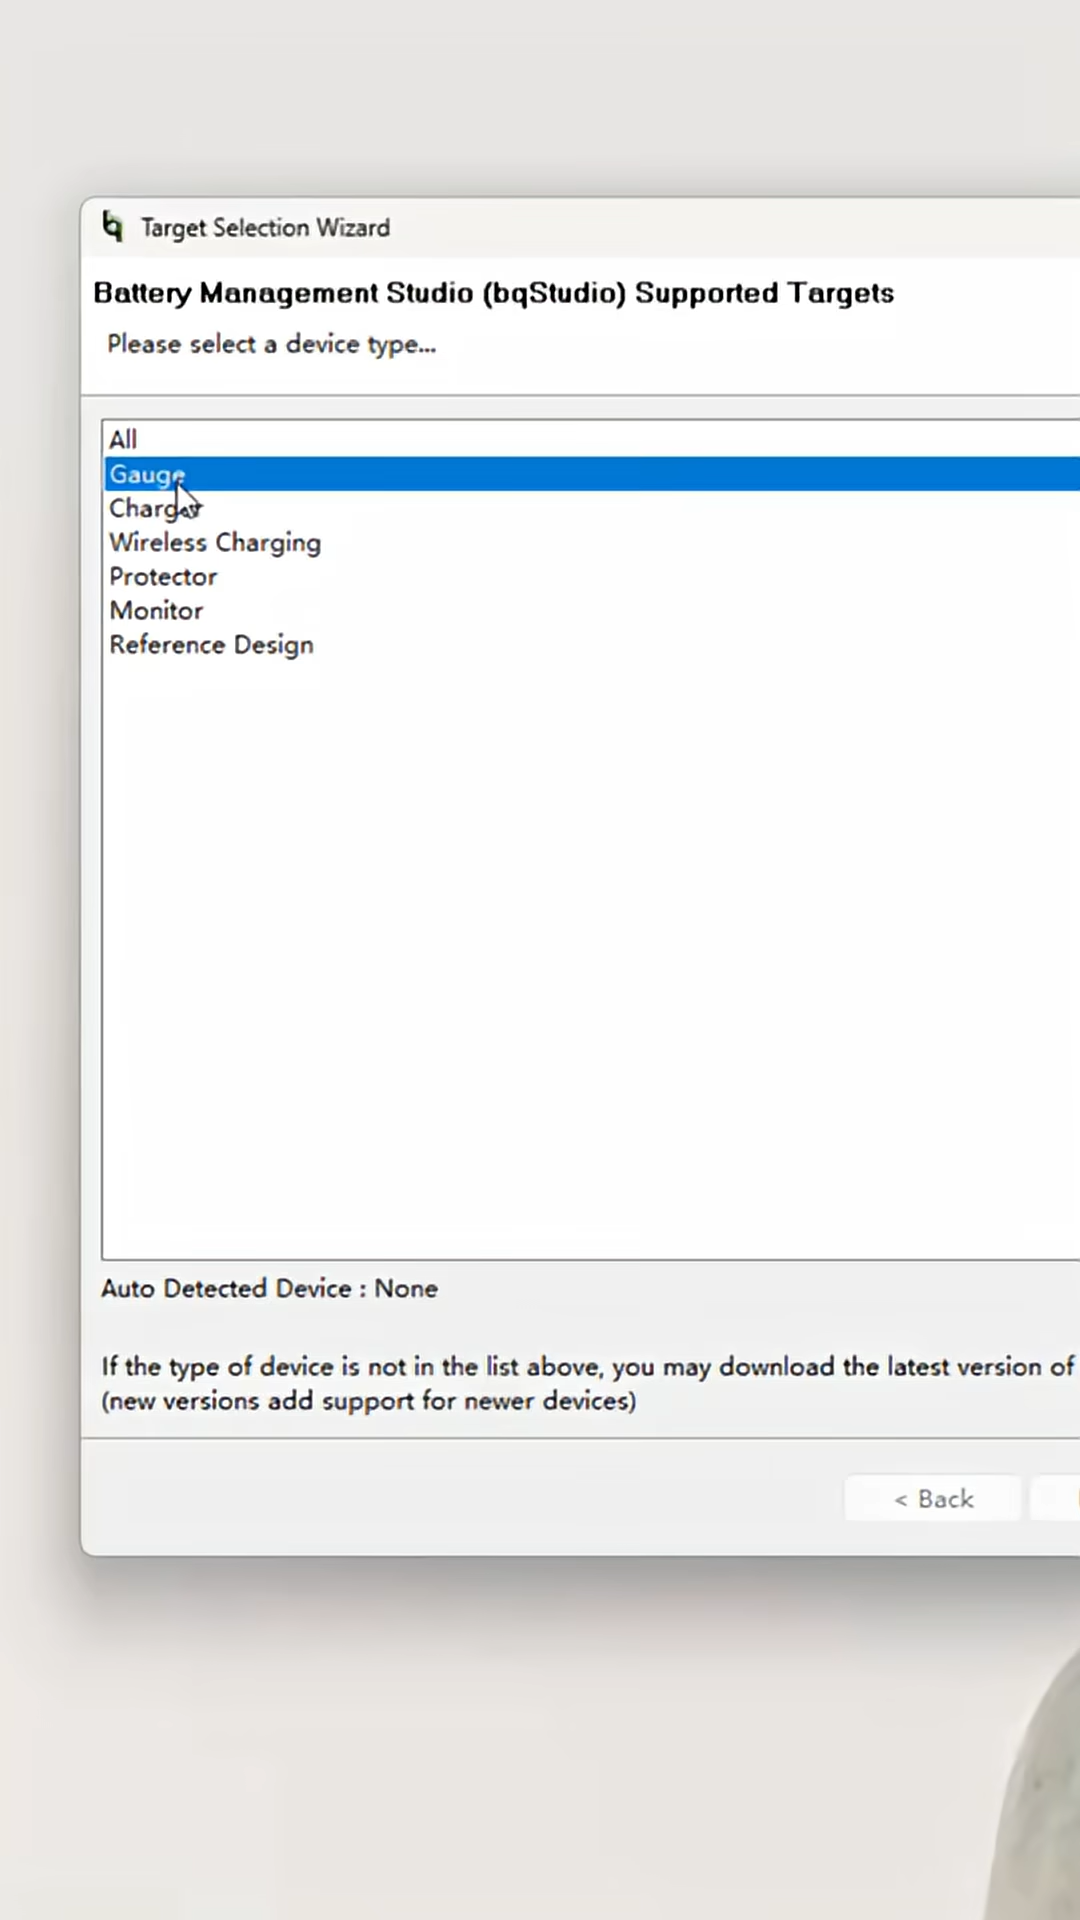 Target Selection Wizard
Battery Management Studio (bqStudio) Supported Targets
Please select a device type...
All
Gauge
Charger
Wireless Charging
Protector
Monitor
Reference Design
Auto Detected Device : None
If the type of device is not in the list above, you may download the latest version of
(new versions add support for newer devices)
< Back